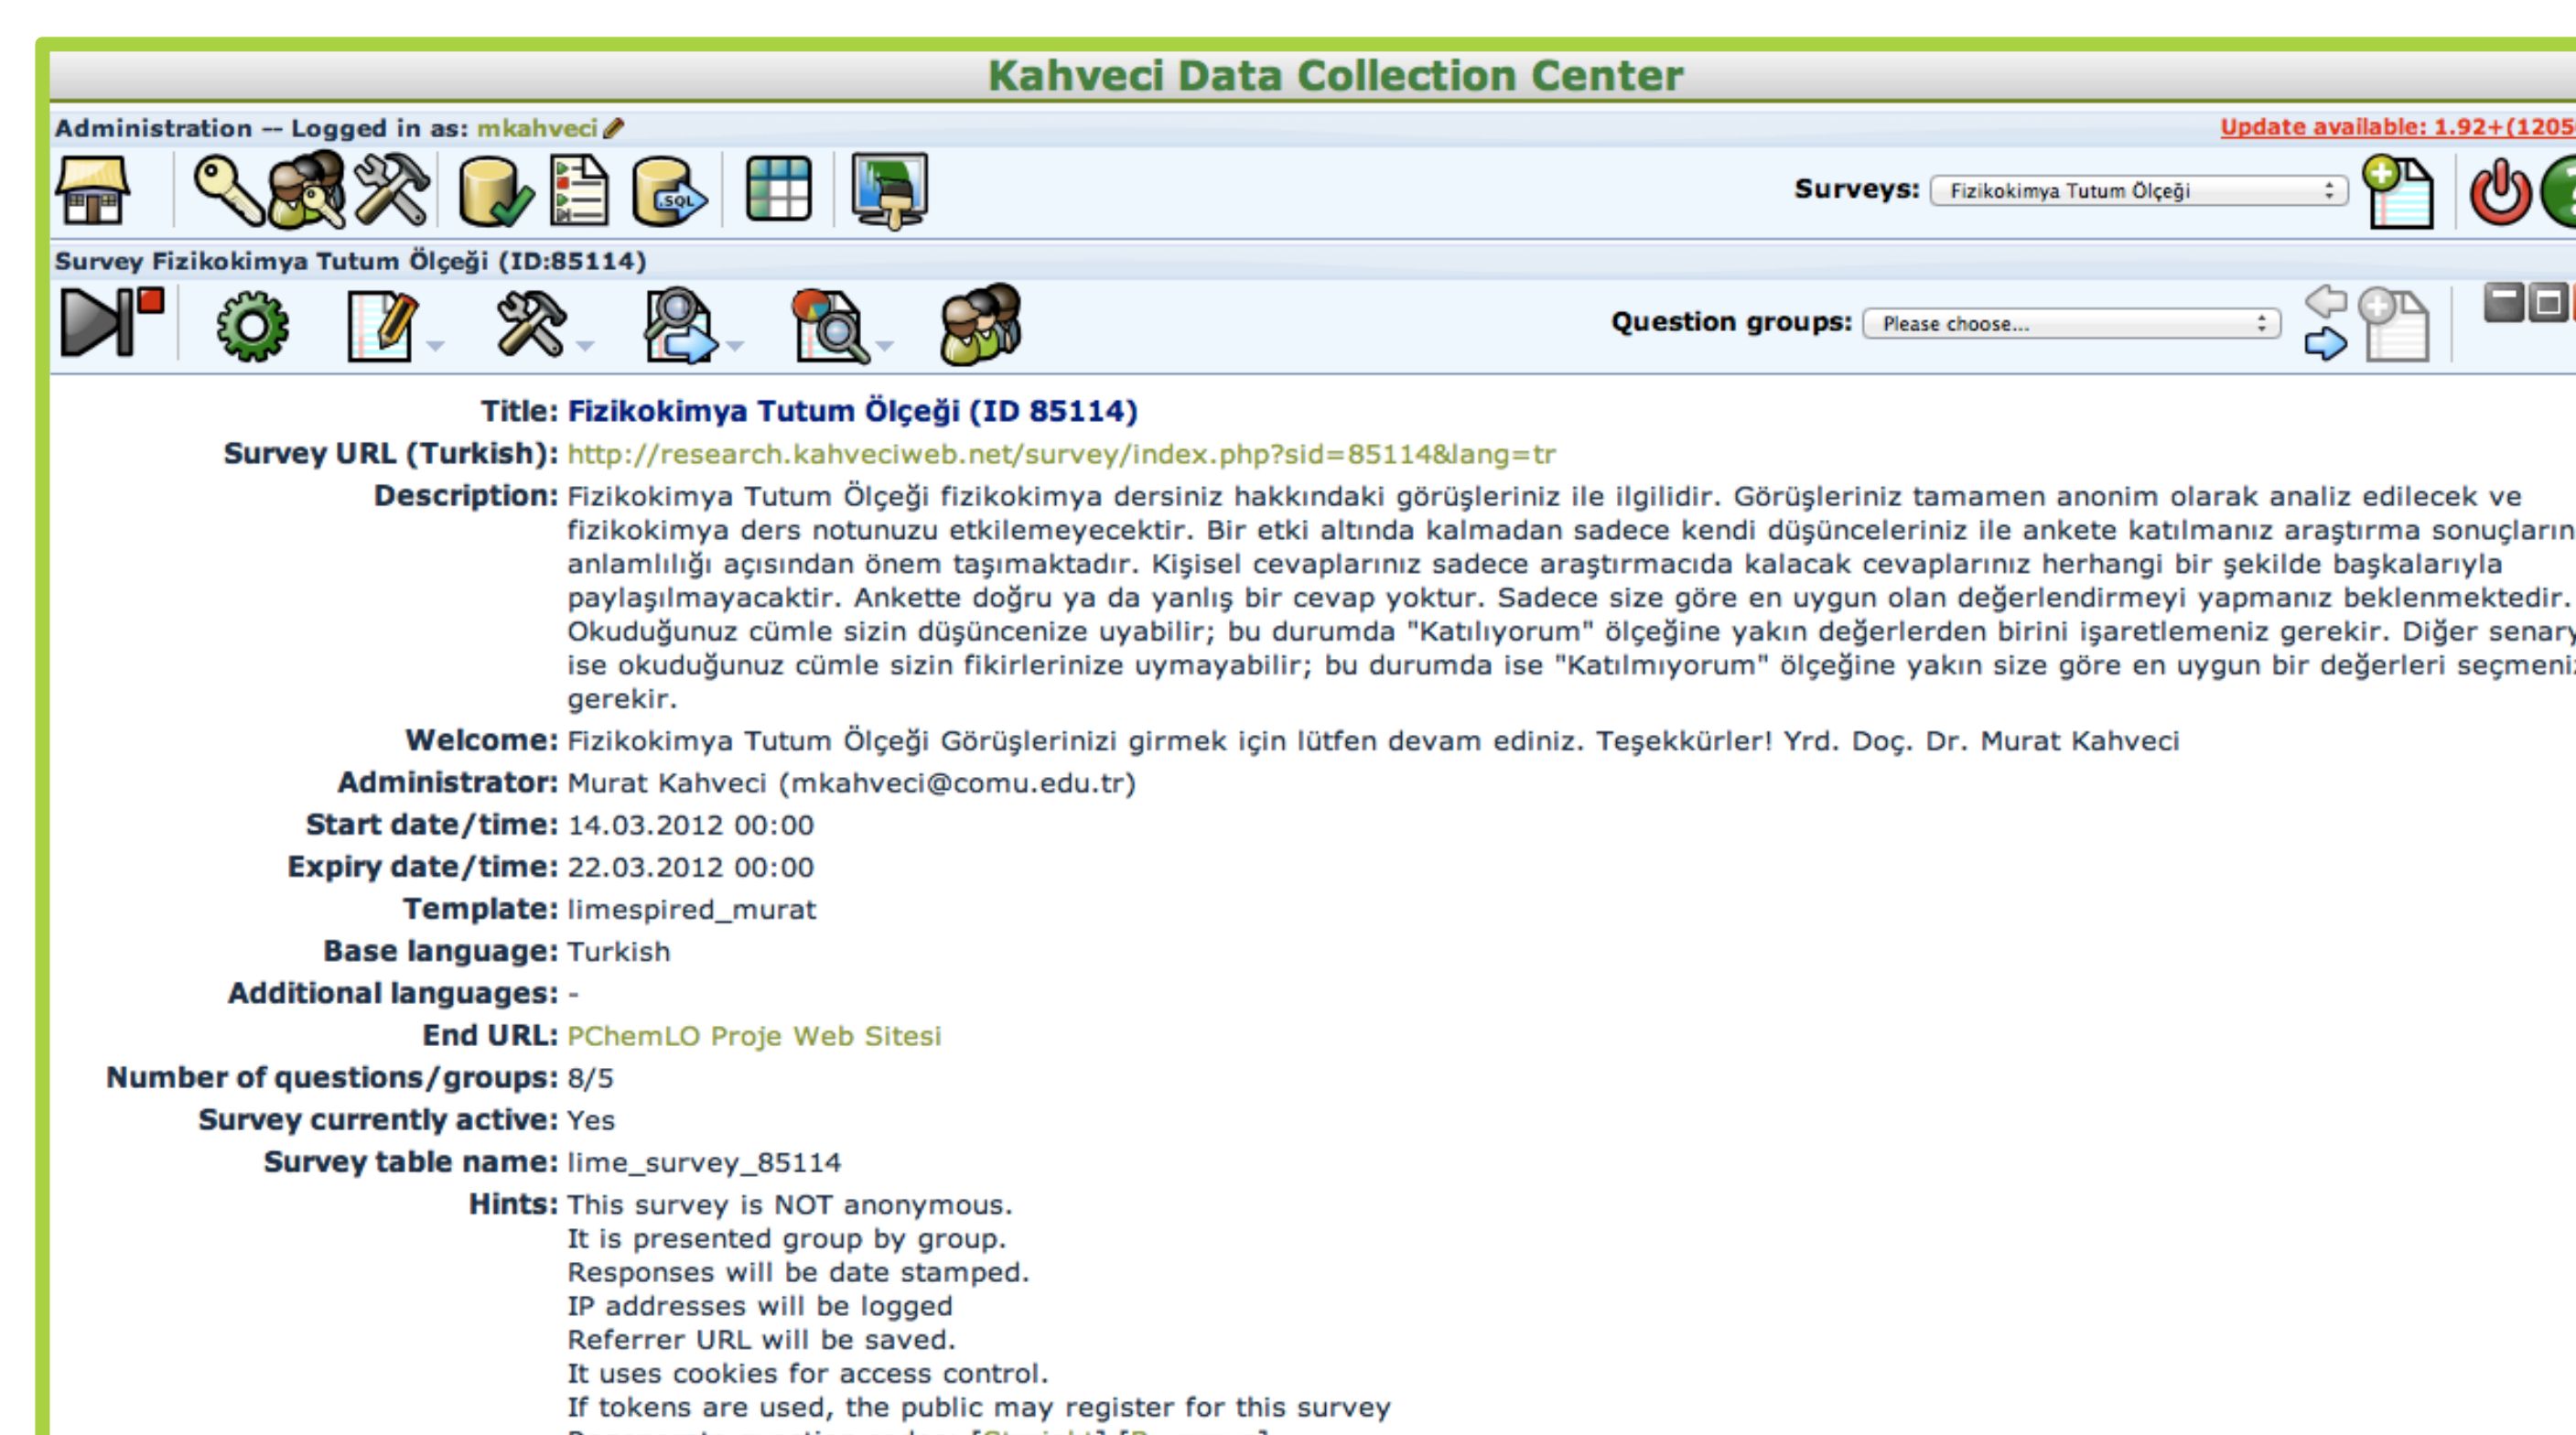 Kahveci Data Collection Center
Administration -- Logged in as: mkahveci
Update available: 1.92+(1205
.SQL
Surveys: Fizikokimya Tutum Ölçeği
Survey Fizikokimya Tutum Ölçeği (ID:85114)
Question groups: Please choose...
Title: Fizikokimya Tutum Ölçeği (ID 85114)
Survey URL (Turkish): http://research.kahveciweb.net/survey/index.php?sid=85114&lang=tr
Description: Fizikokimya Tutum Ölçeği fizikokimya dersiniz hakkındaki görüşleriniz ile ilgilidir. Görüşleriniz tamamen anonim olarak analiz edilecek ve
fizikokimya ders notunuzu etkilemeyecektir. Bir etki altında kalmadan sadece kendi düşünceleriniz ile ankete katılmanız araştırma sonuçların
anlamlılığı açısından önem taşımaktadır. Kişisel cevaplarınız sadece araştırmacıda kalacak cevaplarınız herhangi bir şekilde başkalarıyla
paylaşılmayacaktir. Ankette doğru ya da yanlış bir cevap yoktur. Sadece size göre en uygun olan değerlendirmeyi yapmanız beklenmektedir.
Okuduğunuz cümle sizin düşüncenize uyabilir; bu durumda "Katılıyorum" ölçeğine yakın değerlerden birini işaretlemeniz gerekir. Diğer senary
ise okuduğunuz cümle sizin fikirlerinize uymayabilir; bu durumda ise "Katılmıyorum" ölçeğine yakın size göre en uygun bir değerleri seçmeniz
gerekir.
Welcome: Fizikokimya Tutum Ölçeği Görüşlerinizi girmek için lütfen devam ediniz. Teşekkürler! Yrd. Doç. Dr. Murat Kahveci
Administrator: Murat Kahveci (mkahveci@comu.edu.tr)
Start date/time: 14.03.2012 00:00
Expiry date/time: 22.03.2012 00:00
Template: limespired_murat
Base language: Turkish
Additional languages: -
End URL: PChemLO Proje Web Sitesi
Number of questions/groups: 8/5
Survey currently active: Yes
Survey table name: lime_survey_85114
Hints: This survey is NOT anonymous.
It is presented group by group.
Responses will be date stamped.
IP addresses will be logged
Referrer URL will be saved.
It uses cookies for access control.
If tokens are used, the public may register for this survey